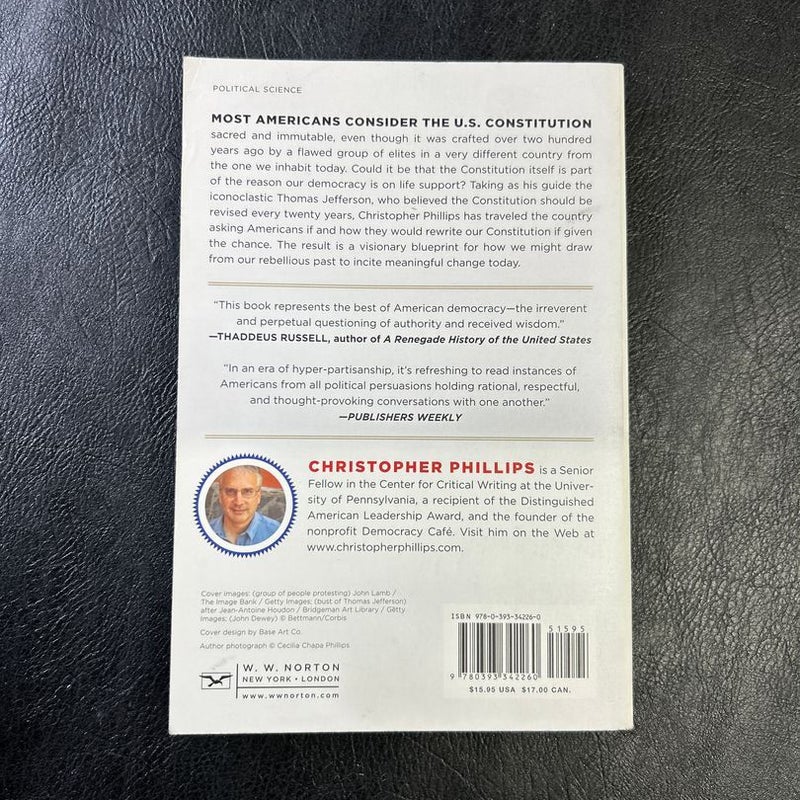 POLITICAL SCIENCE
MOST AMERICANS CONSIDER THE U.S. CONSTITUTION
sacred and immutable, even though it was crafted over two hundred
years ago by a flawed group of elites in a very different country from
the one we inhabit today. Could it be that the Constitution itself is part
of the reason our democracy is on life support? Taking as his guide the
iconoclastic Thomas Jefferson, who believed the Constitution should be
revised every twenty years, Christopher Phillips has traveled the country
asking Americans if and how they would rewrite our Constitution if given
the chance. The result is a visionary blueprint for how we might draw
from our rebellious past to incite meaningful change today.
“This book represents the best of American democracy—the irreverent
and perpetual questioning of authority and received wisdom.”
—THADDEUS RUSSELL, author of A Renegade History of the United States
“In an era of hyper-partisanship, it’s refreshing to read instances of
Americans from all political persuasions holding rational, respectful,
and thought-provoking conversations with one another.”
—PUBLISHERS WEEKLY
CHRISTOPHER PHILLIPS is a Senior
Fellow in the Center for Critical Writing at the Univer-
sity of Pennsylvania, a recipient of the Distinguished
American Leadership Award, and the founder of the
nonprofit Democracy Café. Visit him on the Web at
www.christopherphillips.com.
Cover images: (group of people protesting) John Lamb /
The Image Bank / Getty Images; (bust of Thomas Jefferson)
after Jean-Antoine Houdon / Bridgeman Art Library / Getty
Images; (John Dewey) © Bettmann/Corbis
Cover design by Base Art Co.
Author photograph © Cecilia Chapa Phillips
W. W. NORTON
NEW YORK • LONDON
www.wwnorton.com
ISBN 978-0-393-34226-0
51595
9 780393 342260
$15.95 USA $17.00 CAN.